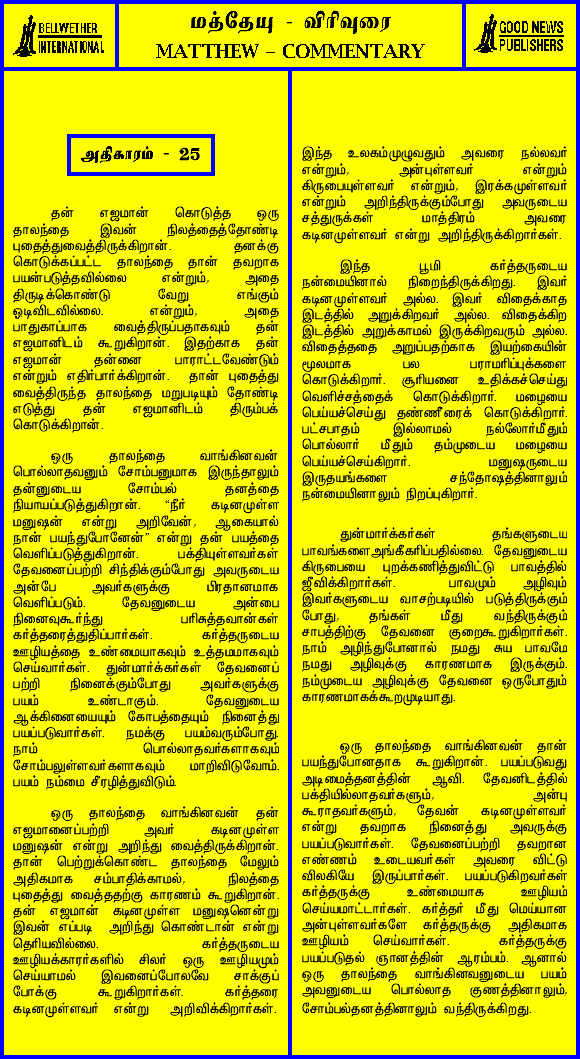 BELLWETHER
INTERNATIONAL
மத்தேயு - விரிவுரை
MATTHEW – COMMENTARY
GOOD NEWS
PUBLISHERS
அதிகாரம் - 25
தன் எஜமான் கொடுத்த ஒரு
தாலந்தை இவன் நிலத்தைத்தோண்டி
புதைத்துவைத்திருக்கிறான். தனக்கு
கொடுக்கப்பட்ட தாலந்தை தான் தவறாக
பயன்படுத்தவில்லை என்றும், அதை
திருடிக்கொண்டு வேறு எங்கும்
ஓடிவிடவில்லை. என்றும், அதை
பாதுகாப்பாக வைத்திருப்பதாகவும் தன்
எஜமானிடம் கூறுகிறான். இதற்காக தன்
எஜமான் தன்னை பாராட்டவேண்டும்
என்றும் எதிர்பார்க்கிறான். தான் புதைத்து
வைத்திருந்த தாலந்தை மறுபடியும் தோண்டி
எடுத்து தன் எஜமானிடம் திரும்பக்
கொடுக்கிறான்.
ஒரு தாலந்தை வாங்கினவன்
பொல்லாதவனும் சோம்பனுமாக இருந்தாலும்
தன்னுடைய சோம்பல் தனத்தை
நியாயப்படுத்துகிறான். “நீர் கடினமுள்ள
மனுஷன் என்று அறிவேன், ஆகையால்
நான் பயந்துபோனேன்” என்று தன் பயத்தை
வெளிப்படுத்துகிறான். பக்தியுள்ளவர்கள்
தேவனைப்பற்றி சிந்திக்கும்போது அவருடைய
அன்பே அவர்களுக்கு பிரதானமாக
வெளிப்படும். தேவனுடைய அன்பை
நினைவுகூர்ந்து பரிசுத்தவான்கள்
கர்த்தரைத்துதிப்பார்கள். கர்த்தருடைய
ஊழியத்தை உண்மையாகவும் உத்தமமாகவும்
செய்வார்கள். துன்மார்க்கர்கள் தேவனைப்
பற்றி நினைக்கும்போது அவர்களுக்கு
பயம் உண்டாகும். தேவனுடைய
ஆக்கினையையும் கோபத்தையும் நினைத்து
பயப்படுவார்கள். நமக்கு பயம்வரும்போது.
நாம் பொல்லாதவர்களாகவும்
சோம்பலுள்ளவர்களாகவும் மாறிவிடுவோம்.
பயம் நம்மை சீரழித்துவிடும்.
ஒரு தாலந்தை வாங்கினவன் தன்
எஜமானைப்பற்றி அவர் கடினமுள்ள
மனுஷன் என்று அறிந்து வைத்திருக்கிறான்.
தான் பெற்றுக்கொண்ட தாலந்தை மேலும்
அதிகமாக சம்பாதிக்காமல், நிலத்தை
புதைத்து வைத்ததற்கு காரணம் கூறுகிறான்.
தன் எஜமான் கடினமுள்ள மனுஷனென்று
இவன் எப்படி அறிந்து கொண்டான் என்று
தெரியவில்லை. கர்த்தருடைய
ஊழியக்காரர்களில் சிலர் ஒரு ஊழியமும்
செய்யாமல் இவனைப்போலவே சாக்குப்
போக்கு கூறுகிறார்கள். கர்த்தரை
கடினமுள்ளவர் என்று அறிவிக்கிறார்கள்.
இந்த உலகம்முழுவதும் அவரை நல்லவர்
என்றும், அன்புள்ளவர் என்றும்
கிருபையுள்ளவர் என்றும், இரக்கமுள்ளவர்
என்றும் அறிந்திருக்கும்போது அவருடைய
சத்துருக்கள் மாத்திரம் அவரை
கடினமுள்ளவர் என்று அறிந்திருக்கிறார்கள்.
இந்த பூமி கர்த்தருடைய
நன்மையினால் நிறைந்திருக்கிறது. இவர்
கடினமுள்ளவர் அல்ல. இவர் விதைக்காத
இடத்தில் அறுக்கிறவர் அல்ல. விதைக்கிற
இடத்தில் அறுக்காமல் இருக்கிறவரும் அல்ல.
விதைத்ததை அறுப்பதற்காக இயற்கையின்
மூலமாக பல பராமரிப்புக்களை
கொடுக்கிறார். சூரியனை உதிக்கச்செய்து
வெளிச்சத்தைக் கொடுக்கிறார். மழையை
பெய்யச்செய்து தண்ணீரைக் கொடுக்கிறார்.
பட்சபாதம் இல்லாமல் நல்லோர்மீதும்
பொல்லார் மீதும் தம்முடைய மழையை
பெய்யச்செய்கிறார். மனுஷருடைய
இருதயங்களை சந்தோஷத்தினாலும்
நன்மையினாலும் நிறப்புகிறார்.
துன்மார்க்கர்கள் தங்களுடைய
பாவங்களைஅங்கீகரிப்பதில்லை. தேவனுடைய
கிருபையை புறக்கணித்துவிட்டு பாவத்தில்
ஜீவிக்கிறார்கள். பாவமும் அழிவும்
இவர்களுடைய வாசற்படியில் படுத்திருக்கும்
போது, தங்கள் மீது வந்திருக்கும்
சாபத்திற்கு தேவனை குறைகூறுகிறார்கள்.
நாம் அழிந்துபோனால் நமது சுய பாவமே
நமது அழிவுக்கு காரணமாக இருக்கும்.
நம்முடைய அழிவுக்கு தேவனை ஒருபோதும்
காரணமாகக்கூறமுடியாது.
ஒரு தாலந்தை வாங்கினவன் தான்
பயந்துபோனதாக கூறுகிறான். பயப்படுவது
அடிமைத்தனத்தின் ஆவி. தேவனிடத்தில்
பக்தியில்லாதவர்களும், அன்பு
கூராதவர்களும், தேவன் கடினமுள்ளவர்
என்று தவறாக நினைத்து அவருக்கு
பயப்படுவார்கள். தேவனைப்பற்றி தவறான
எண்ணம் உடையவர்கள் அவரை விட்டு
விலகியே இருப்பார்கள். பயப்படுகிறவர்கள்
கர்த்தருக்கு உண்மையாக ஊழியம்
செய்யமாட்டார்கள். கர்த்தர் மீது மெய்யான
அன்புள்ளவர்களே கர்த்தருக்கு அதிகமாக
ஊழியம் செய்வார்கள். கர்த்தருக்கு
பயப்படுதல் ஞானத்தின் ஆரம்பம். ஆனால்
ஒரு தாலந்தை வாங்கினவனுடைய பயம்
அவனுடைய பொல்லாத குணத்தினாலும்,
சோம்பல்தனத்தினாலும் வந்திருக்கிறது.